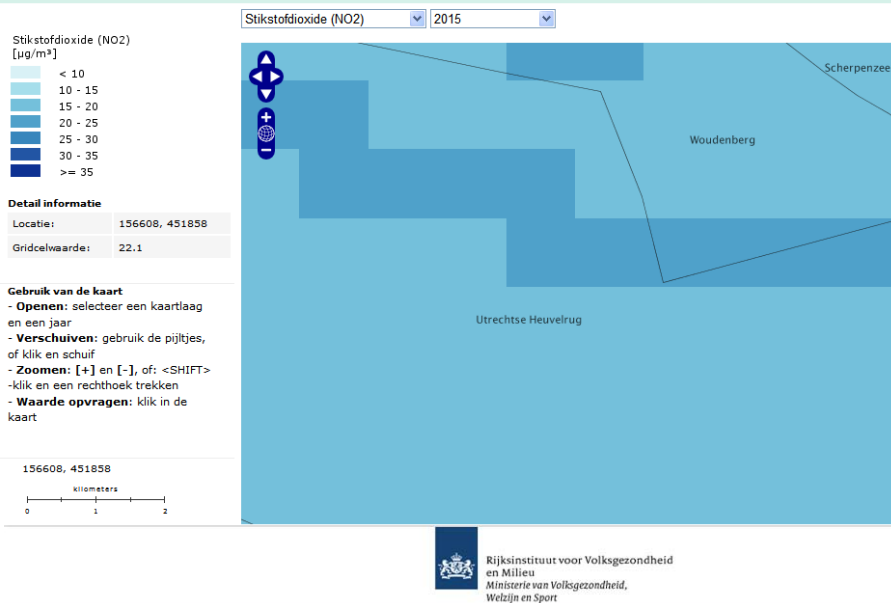 Stikstofdioxide (NO2) 2015
Stikstofdioxide (NO2)
[µg/m³]
< 10
10 - 15
15 - 20
20 - 25
25 - 30
30 - 35
>= 35
Detail informatie
Locatie: 156608, 451858
Gridcelwaarde: 22.1
Gebruik van de kaart
- Openen: selecteer een kaartlaag
en een jaar
- Verschuiven: gebruik de pijltjes,
of klik en schuif
- Zoomen: [+] en [-], of: <SHIFT>
-klik en een rechthoek trekken
- Waarde opvragen: klik in de
kaart
156608, 451858
kilometers
0 1 2
Scherpenzee
Woudenberg
Utrechtse Heuvelrug
Rijksinstituut voor Volksgezondheid
en Milieu
Ministerie van Volksgezondheid,
Welzijn en Sport